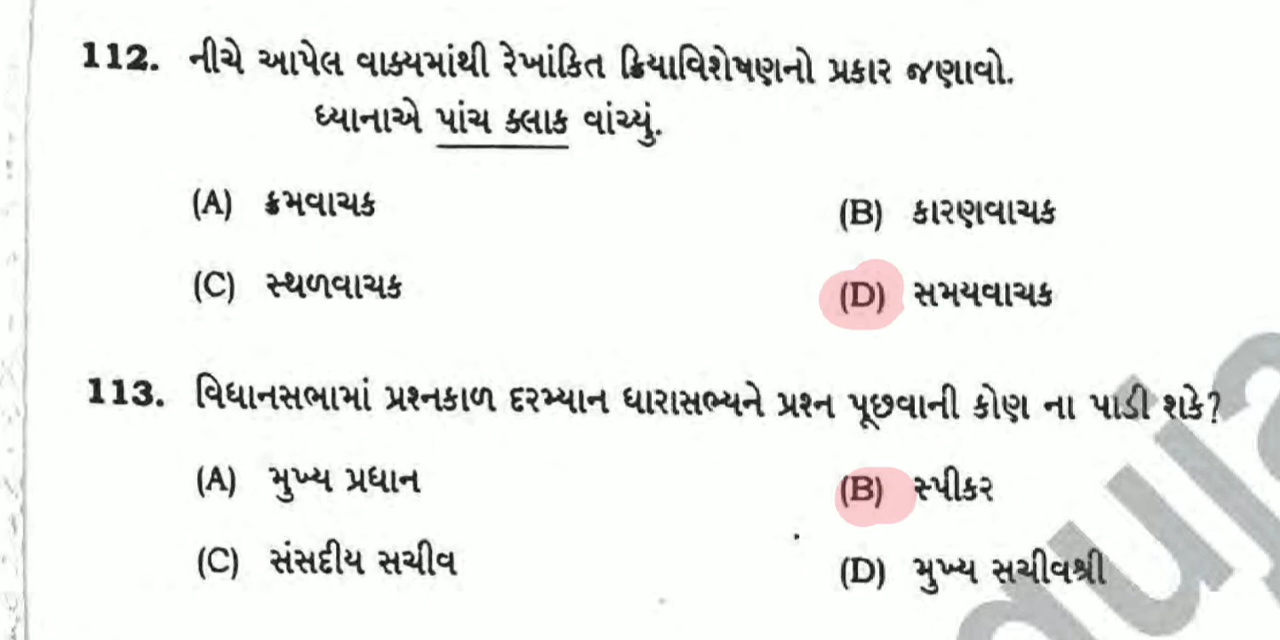 112. નીચે આપેલ વાક્યમાંથી રેખાંકિત ક્રિયાવિશેષણનો પ્રકાર જણાવો.
ધ્યાનાએ પાંચ ક્લાક વાંચ્યું.
(A) ક્રમવાચક (B) કારણવાચક
(C) સ્થળવાચક (D) સમયવાચક
113. વિધાનસભામાં પ્રશ્નકાળ દરમ્યાન ધારાસભ્યને પ્રશ્ન પૂછવાની કોણ ના પાડી શકે?
(A) મુખ્ય પ્રધાન (B) સ્પીકર
(C) સંસદીય સચીવ (D) મુખ્ય સચીવશ્રી